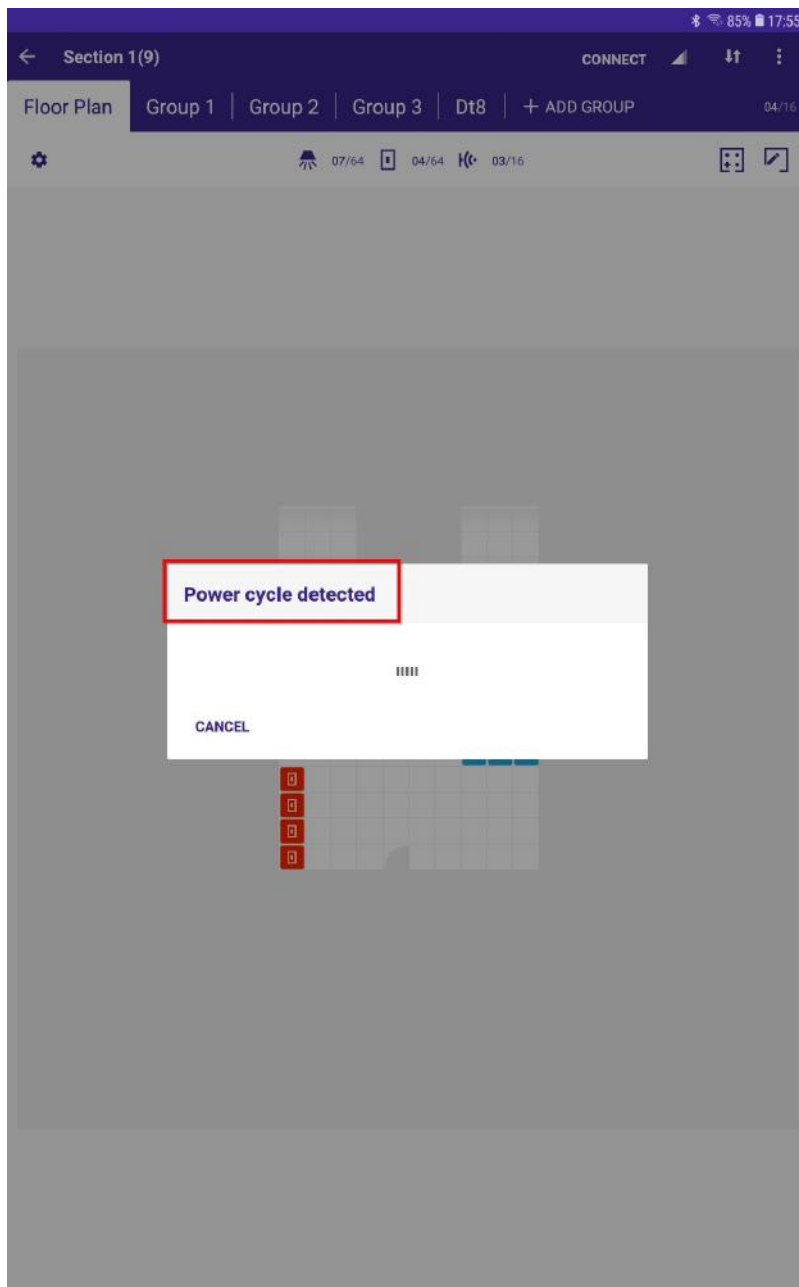 85% 17:55
Section 1(9) CONNECT
Floor Plan Group 1 Group 2 Group 3 Dt8 + ADD GROUP 04/16
07/64 04/64 03/16
Power cycle detected
CANCEL